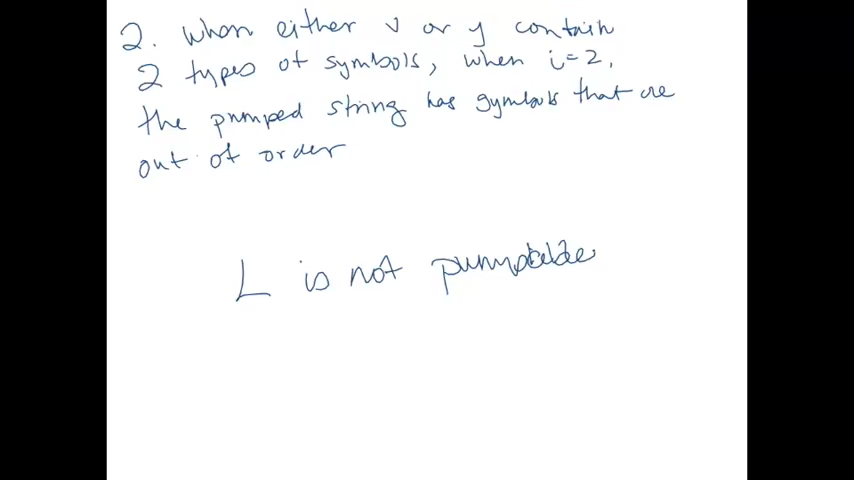 2. When either v or y contain
2 types of symbols, when i=2,
the pumped string has symbols that are
out of order
L is not pumpable